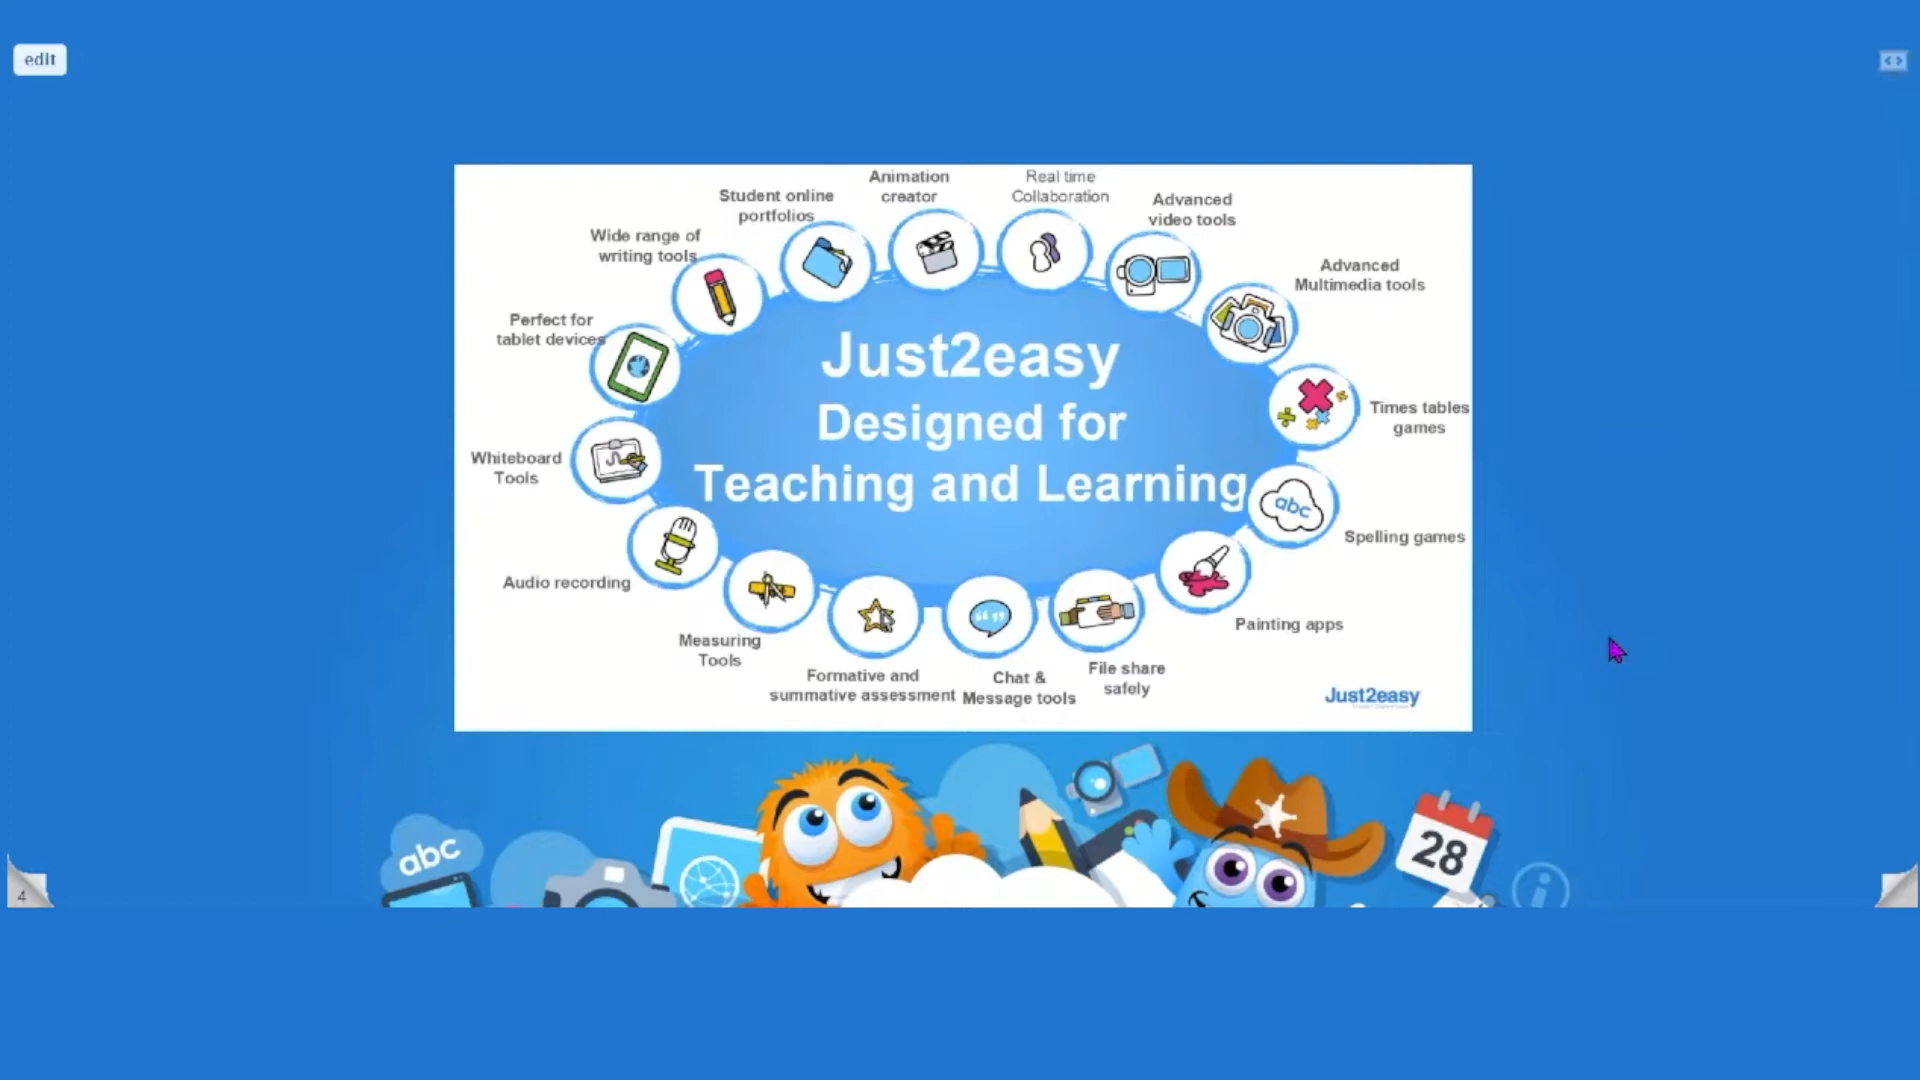 edit
Animation
creator
Real time
Collaboration
Student online
portfolios
Advanced
video tools
Wide range of
writing tools
Advanced
Multimedia tools
Perfect for
tablet devices
Just2easy
Designed for
Teaching and Learning
Times tables
games
Whiteboard
Tools
abc
Spelling games
Audio recording
Painting apps
Measuring
Tools
Formative and
summative assessment
Chat &
Message tools
File share
safely
Just2easy
abc
28
i
4